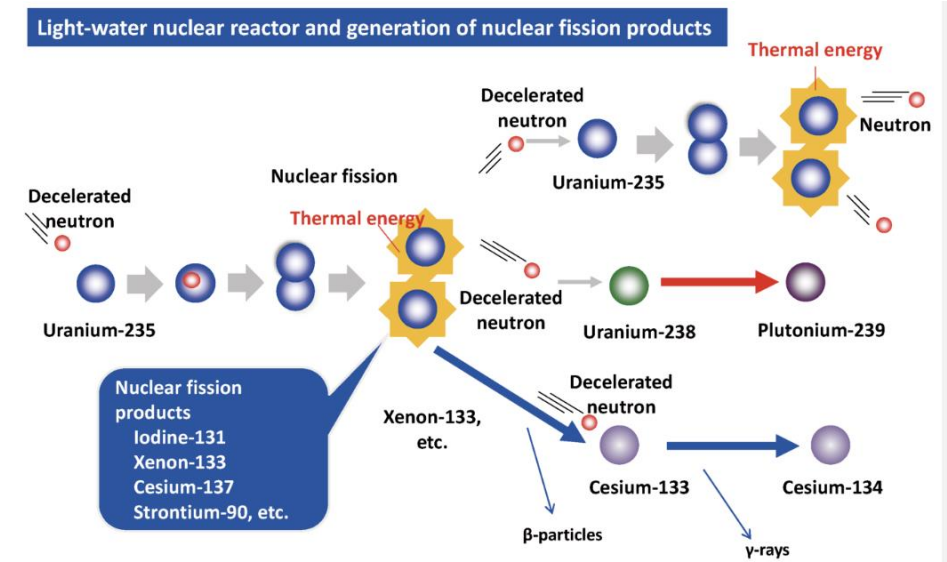 Light-water nuclear reactor and generation of nuclear fission products
Thermal energy
Decelerated
neutron
Neutron
Uranium-235
Nuclear fission
Decelerated
neutron
Thermal energy
Uranium-235
Decelerated
neutron
Uranium-238
Plutonium-239
Nuclear fission
products
Iodine-131
Xenon-133
Cesium-137
Strontium-90, etc.
Xenon-133,
etc.
Decelerated
neutron
Cesium-133
Cesium-134
β-particles
γ-rays